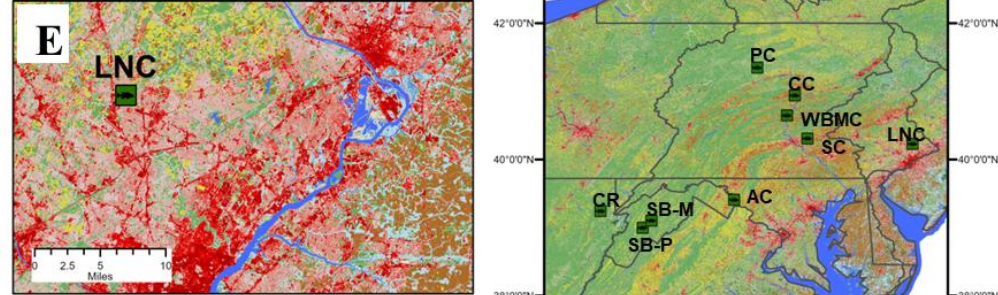 E
LNC
0 2.5 5 10
Miles
42°0'0"N
42°0'0"N
PC
CC
WBMC
LNC
SC
40°0'0"N
40°0'0"N
CR
AC
SB-M
SB-P